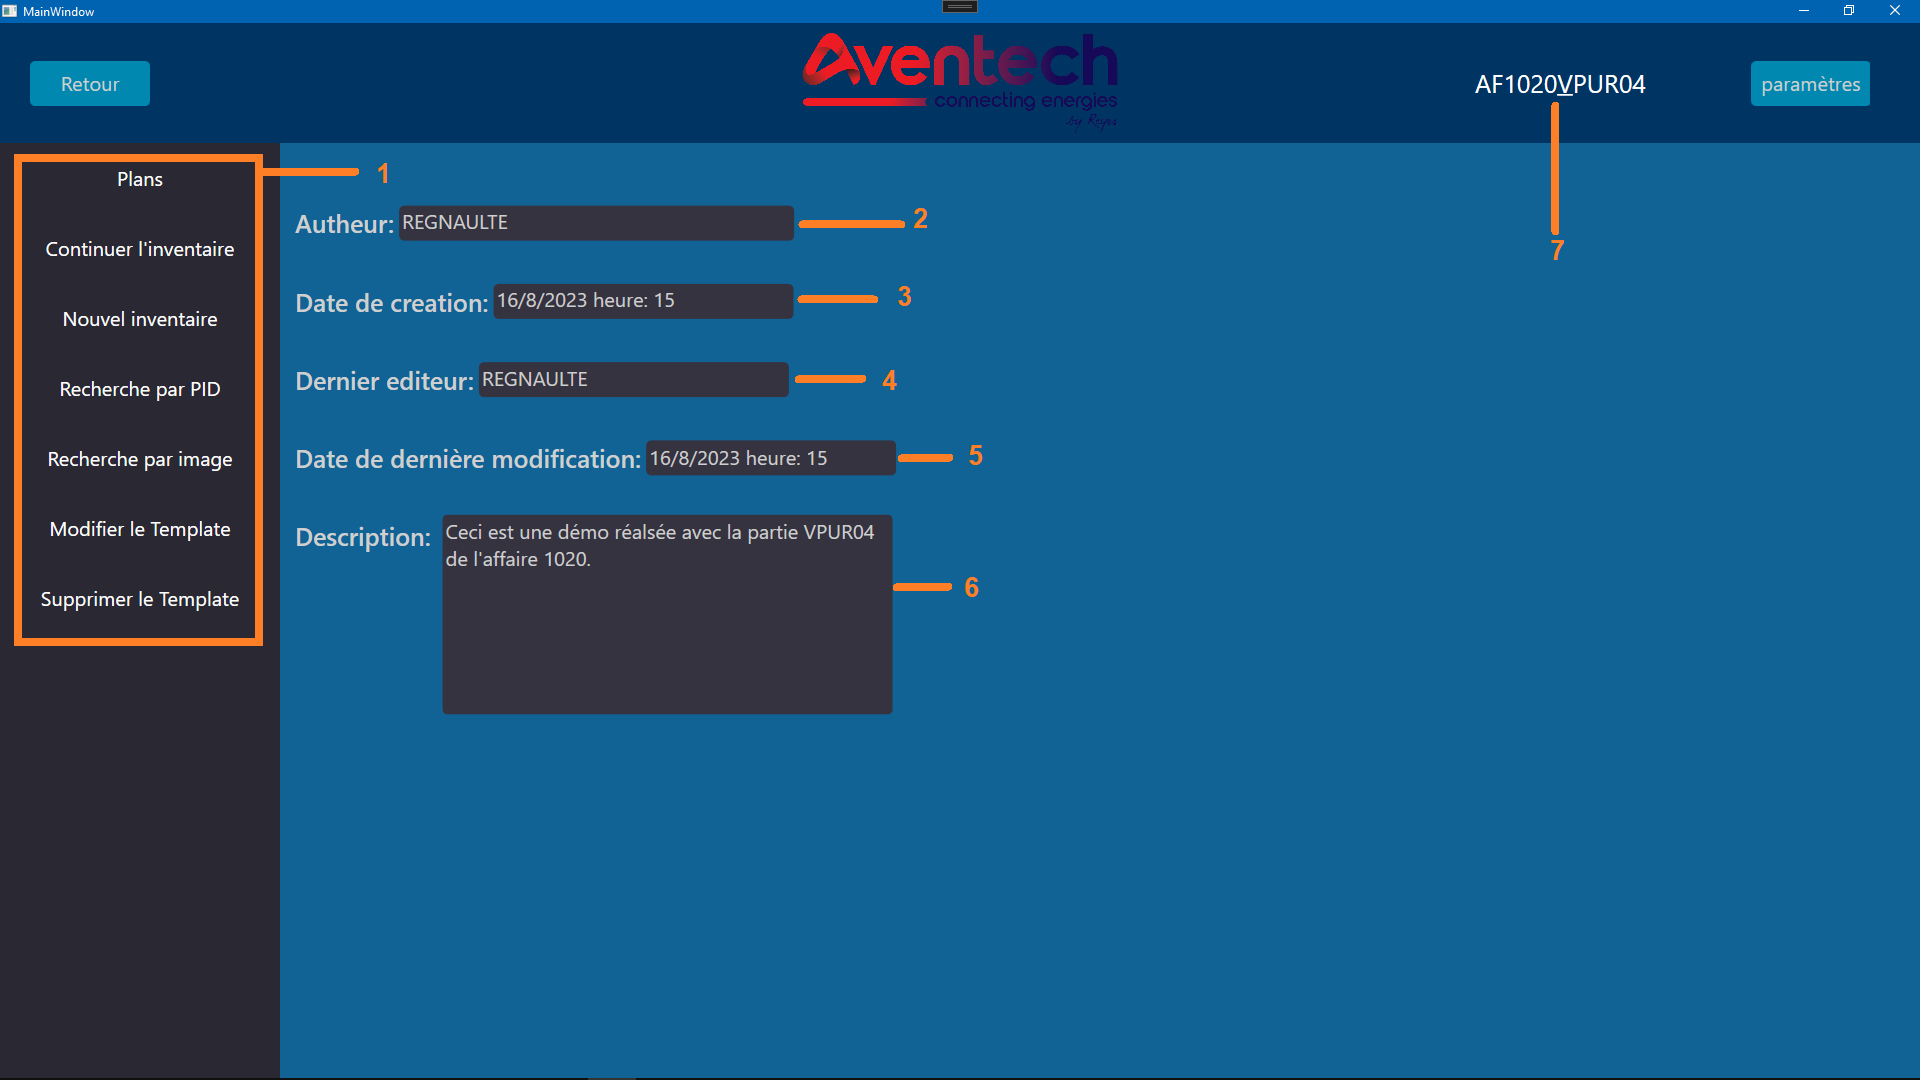 MainWindow
Retour
Aventech
connecting energies
by Reyes
AF1020VPUR04
paramètres
7
Plans
1
Continuer l'inventaire
Nouvel inventaire
Recherche par PID
Recherche par image
Modifier le Template
Supprimer le Template
Autheur: REGNAULTE 2
Date de creation: 16/8/2023 heure: 15 3
Dernier editeur: REGNAULTE 4
Date de dernière modification: 16/8/2023 heure: 15 5
Description: Ceci est une démo réalsée avec la partie VPUR04
de l'affaire 1020.
6